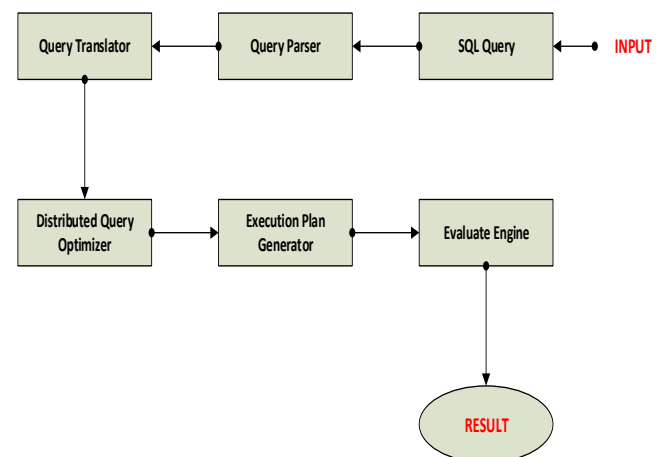 Query Translator
Query Parser
SQL Query
INPUT
Distributed Query
Optimizer
Execution Plan
Generator
Evaluate Engine
RESULT